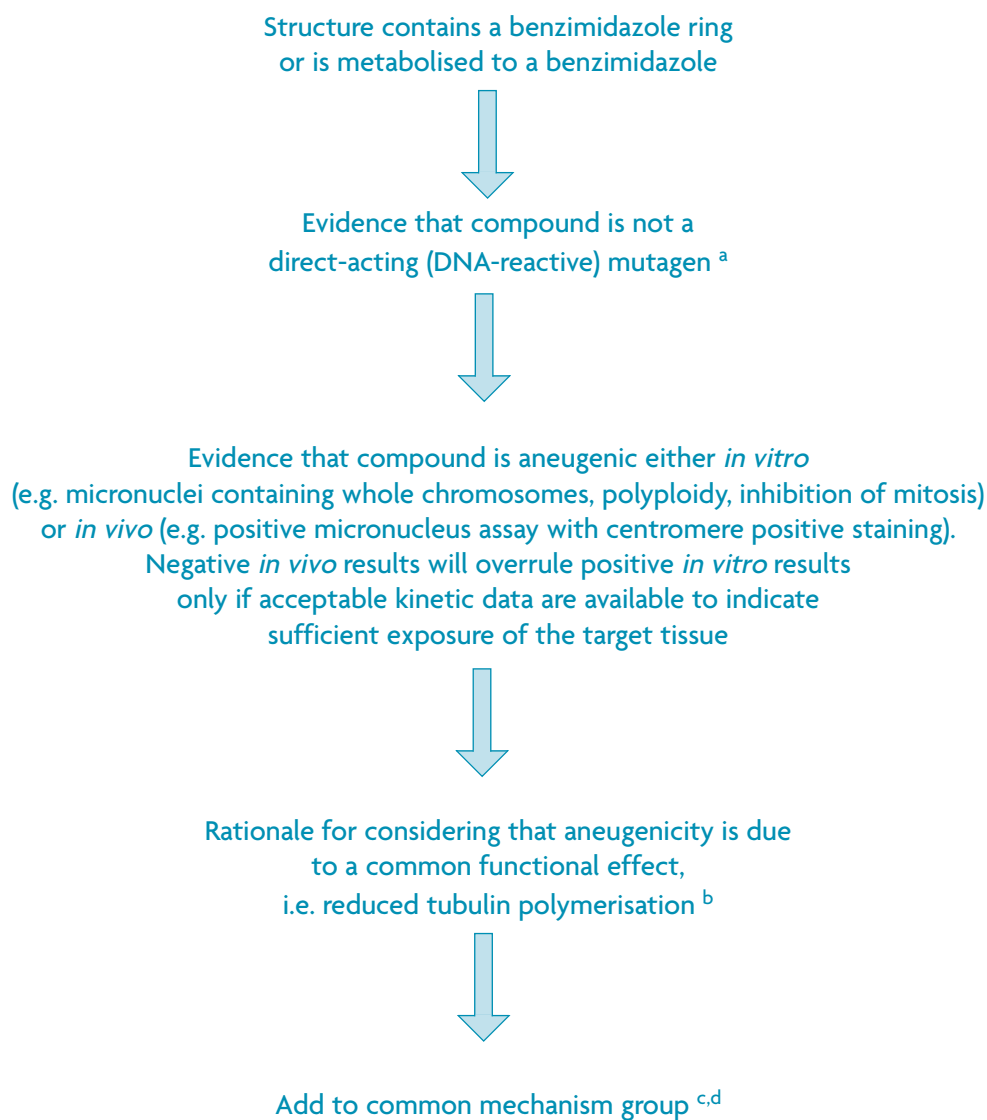 Structure contains a benzimidazole ring
or is metabolised to a benzimidazole
Evidence that compound is not a
direct-acting (DNA-reactive) mutagen a
Evidence that compound is aneugenic either in vitro
(e.g. micronuclei containing whole chromosomes, polyploidy, inhibition of mitosis)
or in vivo (e.g. positive micronucleus assay with centromere positive staining).
Negative in vivo results will overrule positive in vitro results
only if acceptable kinetic data are available to indicate
sufficient exposure of the target tissue
Rationale for considering that aneugenicity is due
to a common functional effect,
i.e. reduced tubulin polymerisation b
Add to common mechanism group c,d